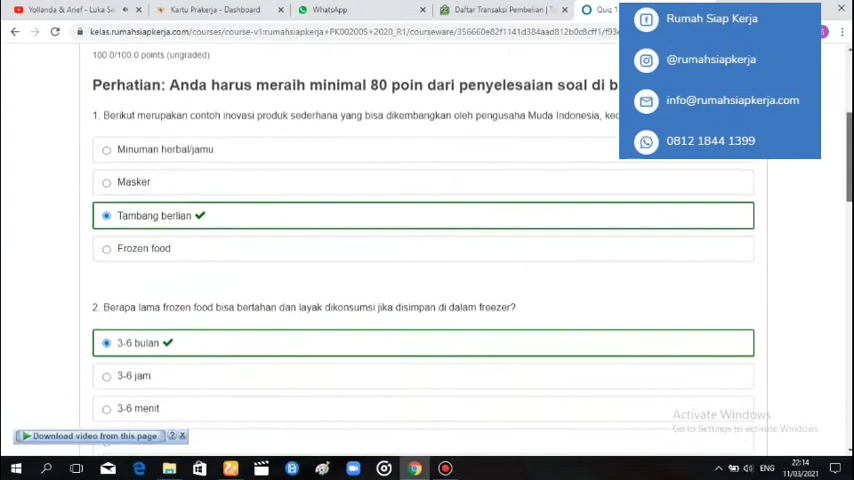 Yollanda & Arief - Luka Se
Kartu Prakerja - Dashboard
WhatsApp
Daftar Transaksi Pembelian |
Quiz 1
kelas.rumahsiapkerja.com/courses/course-v1:rumahsiapkerja+PK002005+2020_R1/courseware/356660e82f1141d384aad812b0c8cff1/f93e
Rumah Siap Kerja
@rumahsiapkerja
info@rumahsiapkerja.com
0812 1844 1399
100.0/100.0 points (ungraded)
Perhatian: Anda harus meraih minimal 80 poin dari penyelesaian soal di b
1. Berikut merupakan contoh inovasi produk sederhana yang bisa dikembangkan oleh pengusaha Muda Indonesia, kec
Minuman herbal/jamu
Masker
Tambang berlian
Frozen food
2. Berapa lama frozen food bisa bertahan dan layak dikonsumsi jika disimpan di dalam freezer?
3-6 bulan
3-6 jam
3-6 menit
Activate Windows
Go to Settings to activate Windows.
Download video from this page
ENG
22:14
11/03/2021